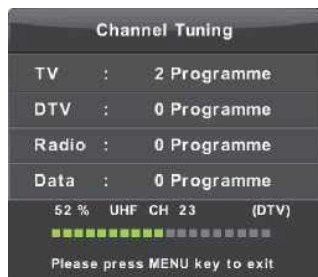 Channel Tuning
TV : 2 Programme
DTV : 0 Programme
Radio : 0 Programme
Data : 0 Programme
52 % UHF CH 23 (DTV)
Please press MENU key to exit